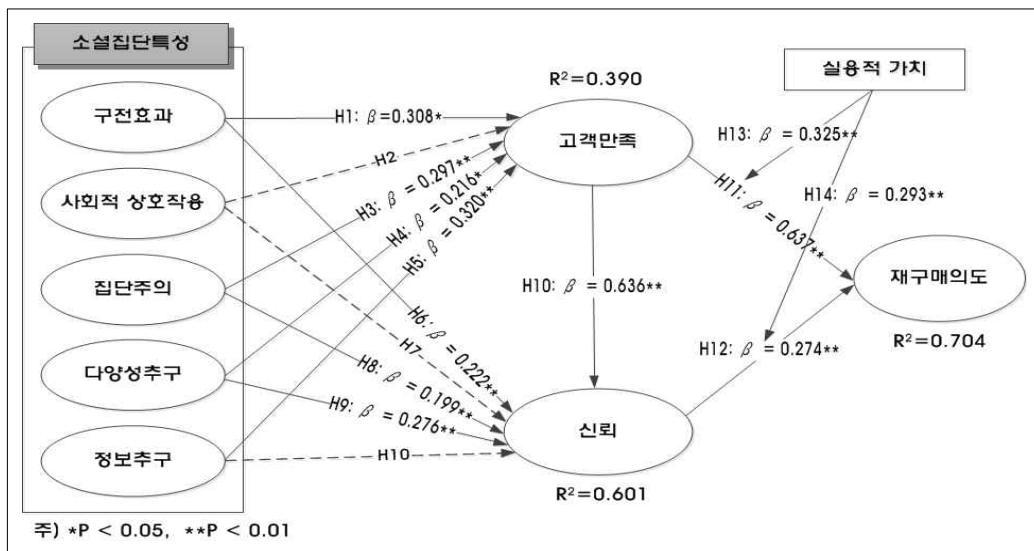 소셜집단특성
구전효과
사회적 상호작용
집단주의
다양성추구
정보추구
H1: β=0.308*
H2
H3: β = 0.297**
H4: β = 0.216*
H5: β = 0.320**
H6: β = 0.222**
H7
H8: β = 0.199**
H9: β = 0.276**
H10
R²=0.390
고객만족
H10: β = 0.636**
신뢰
R²=0.601
실용적 가치
H13: β = 0.325**
H14: β = 0.293**
H11: β = 0.637**
H12: β = 0.274**
재구매의도
R²=0.704
주) *P < 0.05, **P < 0.01